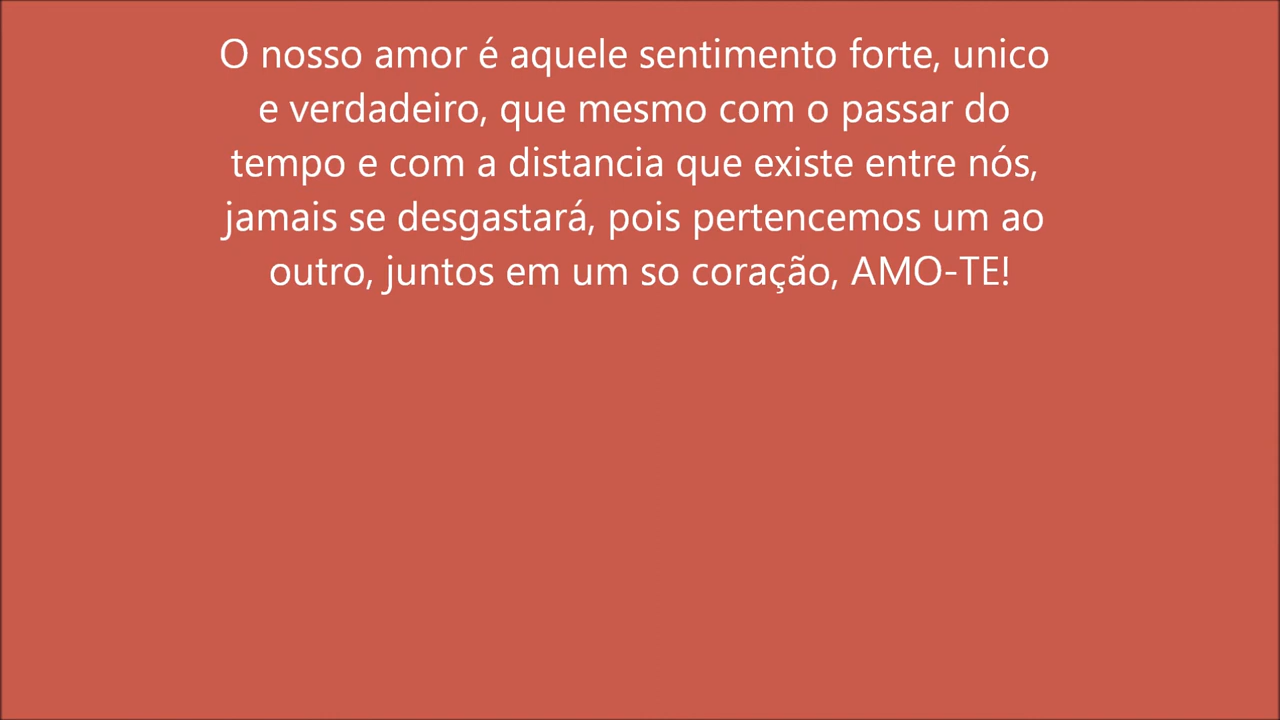 O nosso amor é aquele sentimento forte, unico
e verdadeiro, que mesmo com o passar do
tempo e com a distancia que existe entre nós,
jamais se desgastará, pois pertencemos um ao
outro, juntos em um so coração, AMO-TE!